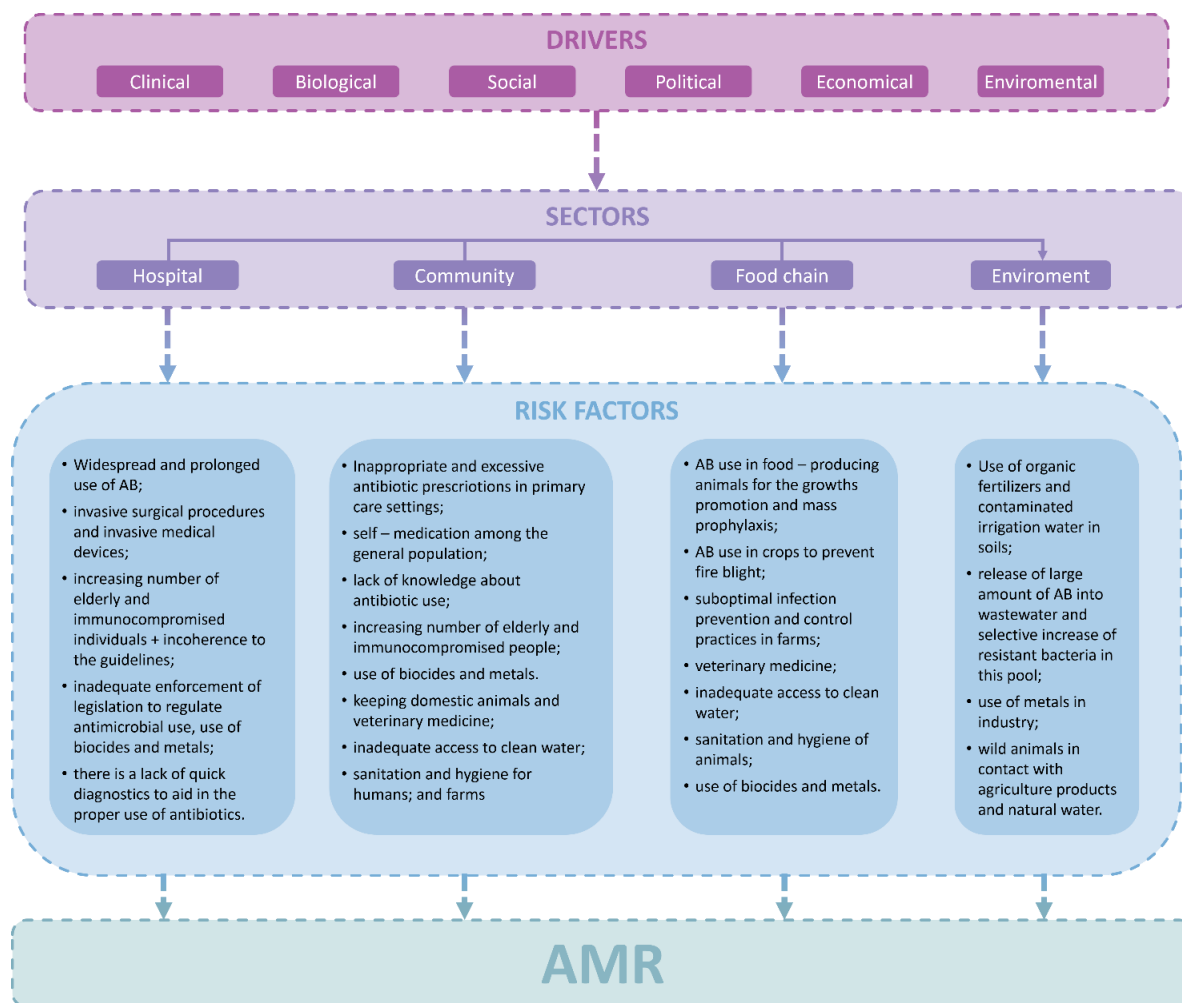 DRIVERS
Clinical
Biological
Social
Political
Economical
Enviromental
SECTORS
Hospital
Community
Food chain
Enviroment
RISK FACTORS
• Widespread and prolonged
use of AB;
• invasive surgical procedures
and invasive medical
devices;
• increasing number of
elderly and
immunocompromised
individuals + incoherence to
the guidelines;
• inadequate enforcement of
legislation to regulate
antimicrobial use, use of
biocides and metals;
• there is a lack of quick
diagnostics to aid in the
proper use of antibiotics.
• Inappropriate and excessive
antibiotic prescriotions in primary
care settings;
• self – medication among the
general population;
• lack of knowledge about
antibiotic use;
• increasing number of elderly and
immunocompromised people;
• use of biocides and metals.
• keeping domestic animals and
veterinary medicine;
• inadequate access to clean water;
• sanitation and hygiene for
humans; and farms
• AB use in food – producing
animals for the growths
promotion and mass
prophylaxis;
• AB use in crops to prevent
fire blight;
• suboptimal infection
prevention and control
practices in farms;
• veterinary medicine;
• inadequate access to clean
water;
• sanitation and hygiene of
animals;
• use of biocides and metals.
• Use of organic
fertilizers and
contaminated
irrigation water in
soils;
• release of large
amount of AB into
wastewater and
selective increase of
resistant bacteria in
this pool;
• use of metals in
industry;
• wild animals in
contact with
agriculture products
and natural water.
AMR